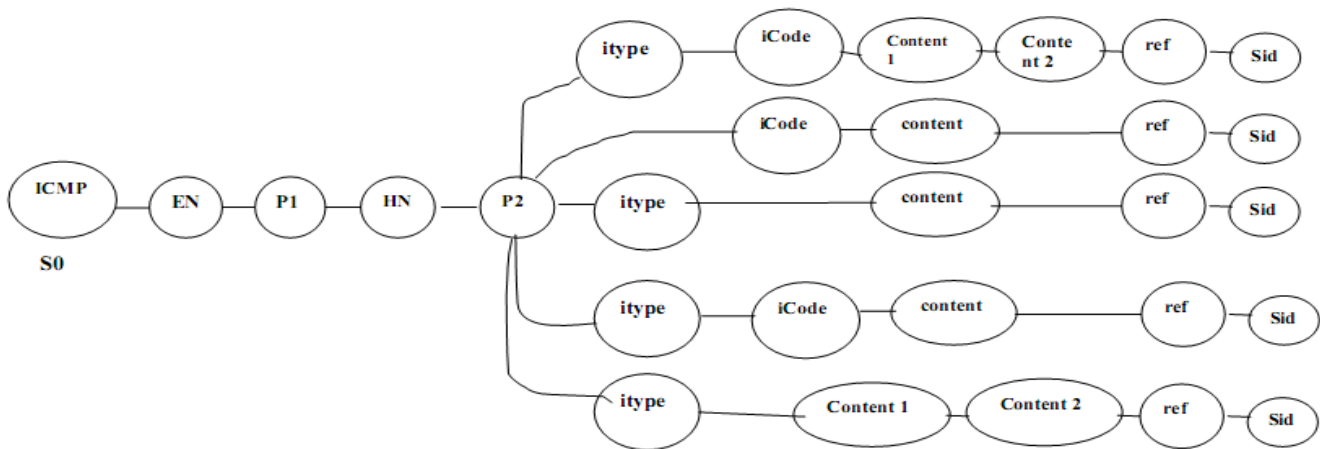 itype iCode Content 1 Conte nt 2 ref Sid
iCode content ref Sid
ICMP EN P1 HN P2 itype content ref Sid
S0
itype iCode content ref Sid
itype Content 1 Content 2 ref Sid